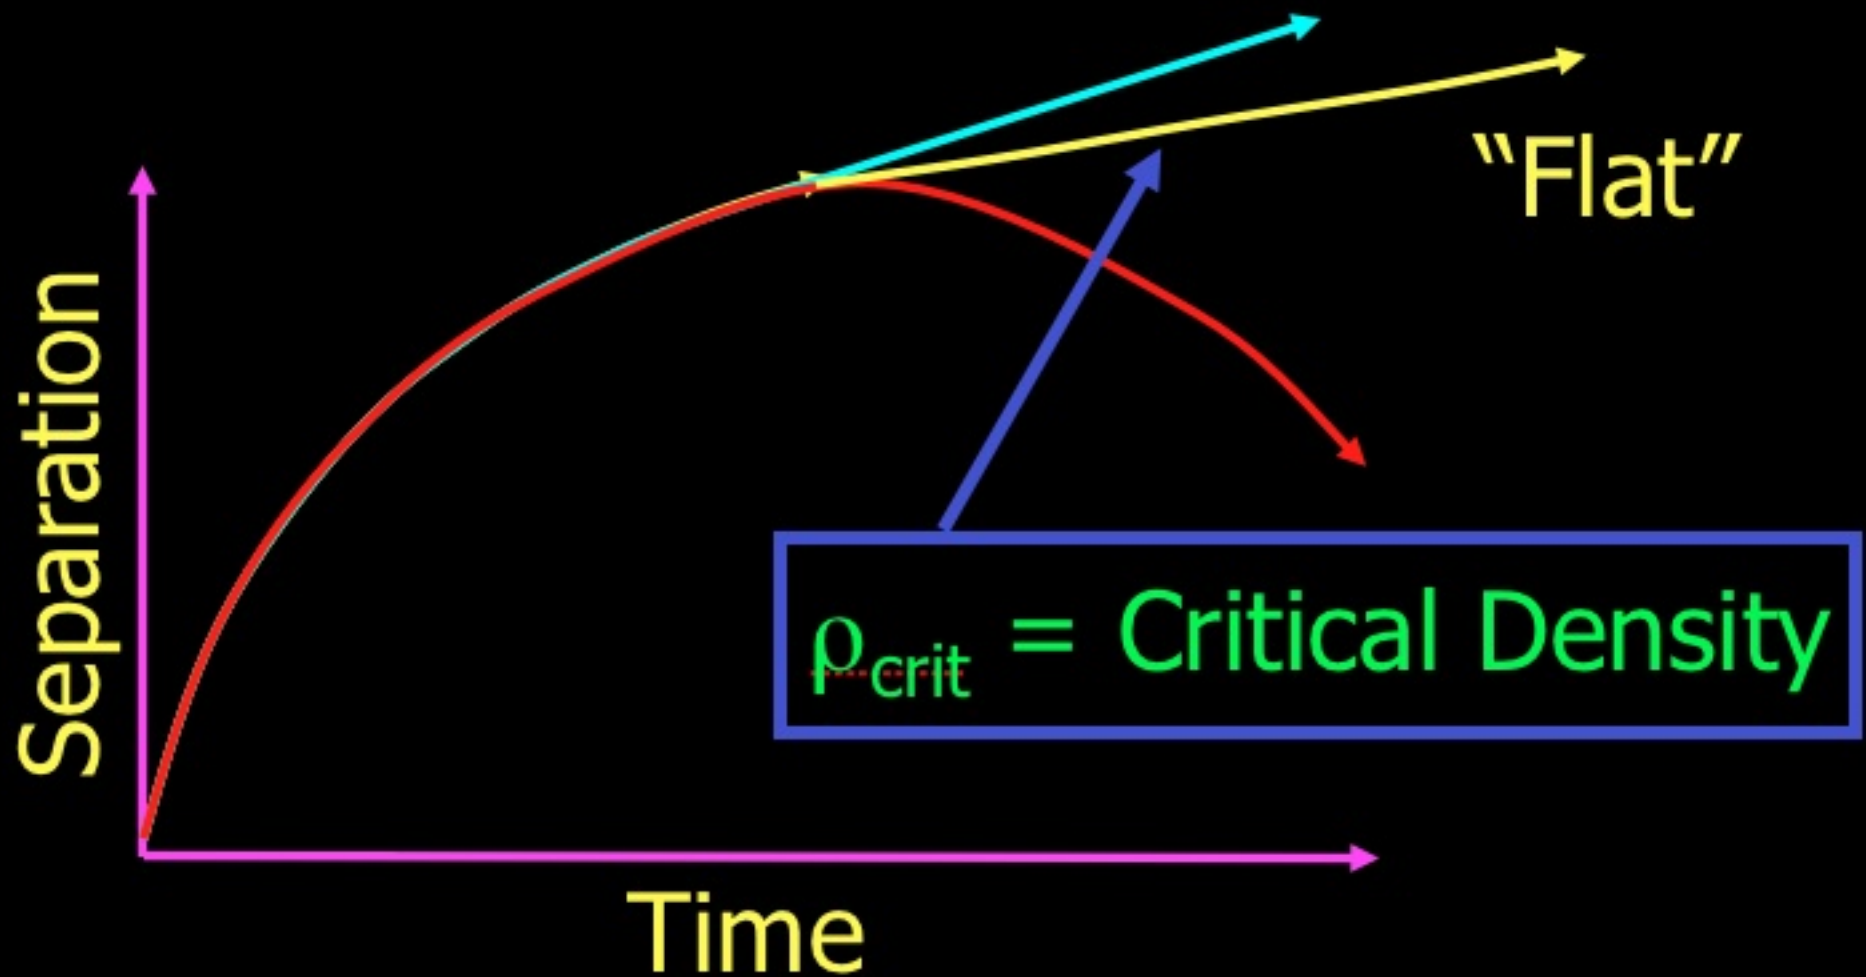 “Flat”
Separation
ρcrit ≡ Critical Density
Time